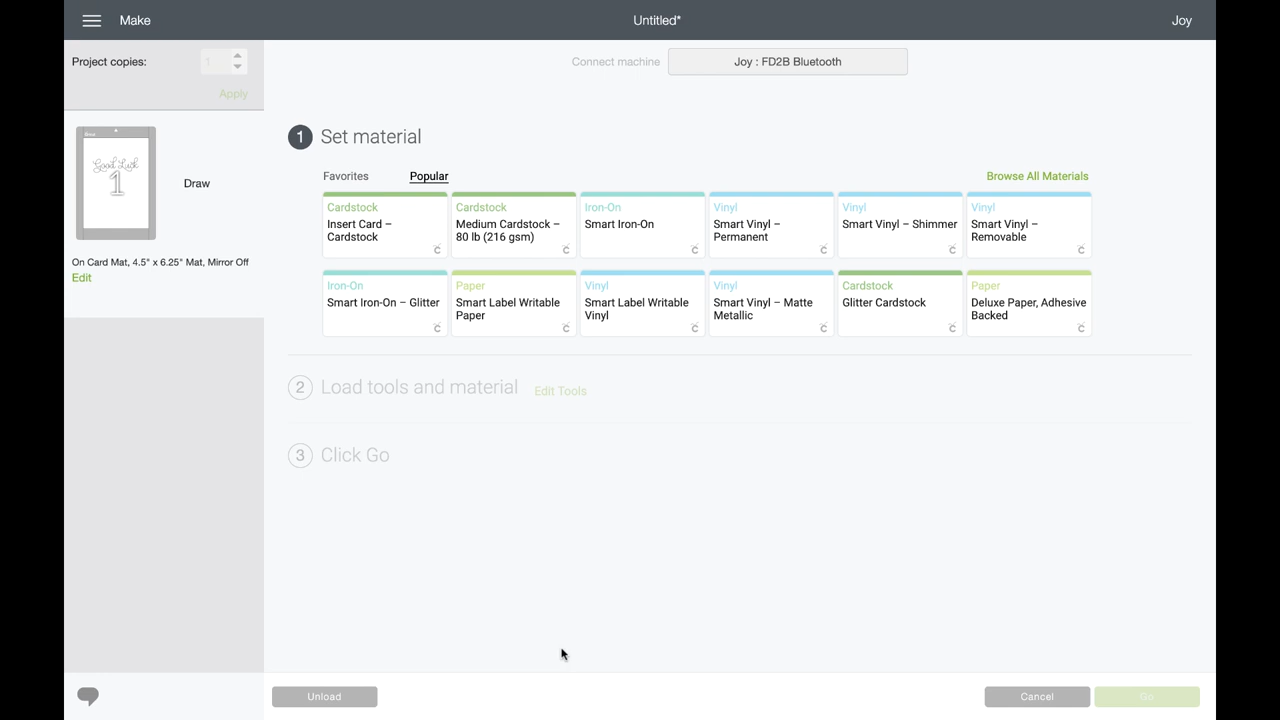 Make
Untitled*
Joy
Project copies:
1
Apply
Good Luck
1
Draw
On Card Mat, 4.5" x 6.25" Mat, Mirror Off
Edit
Connect machine
Joy : FD2B Bluetooth
1
Set material
Favorites
Popular
Browse All Materials
Cardstock
Insert Card –
Cardstock
Cardstock
Medium Cardstock –
80 lb (216 gsm)
Iron-On
Smart Iron-On
Vinyl
Smart Vinyl –
Permanent
Vinyl
Smart Vinyl – Shimmer
Vinyl
Smart Vinyl –
Removable
Iron-On
Smart Iron-On – Glitter
Paper
Smart Label Writable
Paper
Vinyl
Smart Label Writable
Vinyl
Vinyl
Smart Vinyl – Matte
Metallic
Cardstock
Glitter Cardstock
Paper
Deluxe Paper, Adhesive
Backed
2
Load tools and material
Edit Tools
3
Click Go
Unload
Cancel
Go